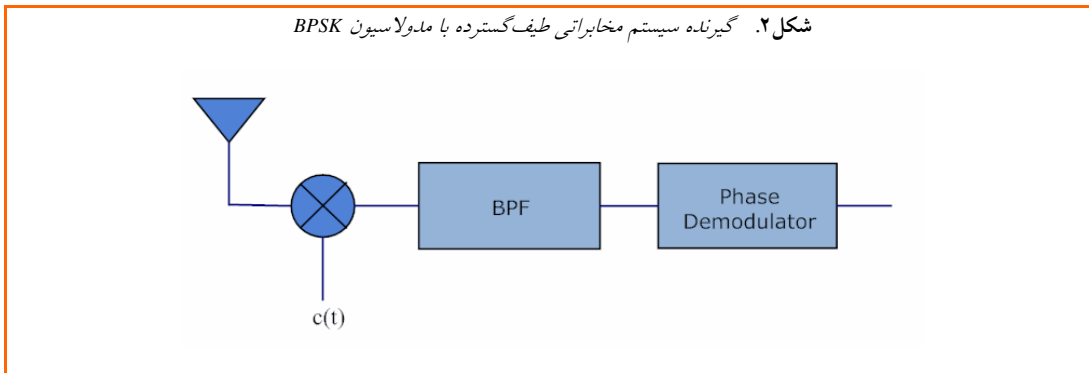 شکل۲. گیرنده سیستم مخابراتی طیف‌گسترده با مدولاسیون BPSK
BPF
Phase
Demodulator
c(t)